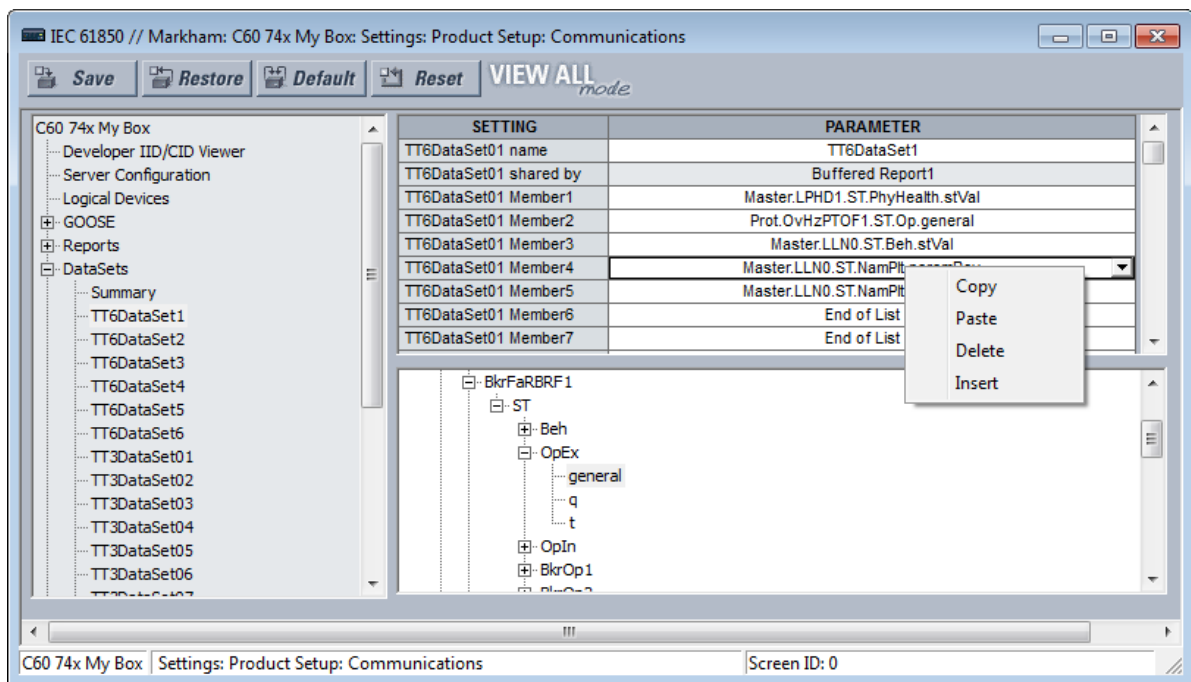 IEC 61850 // Markham: C60 74x My Box: Settings: Product Setup: Communications
Save Restore Default Reset VIEW ALL mode
C60 74x My Box
Developer IID/CID Viewer
Server Configuration
Logical Devices
GOOSE
Reports
DataSets
Summary
TT6DataSet1
TT6DataSet2
TT6DataSet3
TT6DataSet4
TT6DataSet5
TT6DataSet6
TT3DataSet01
TT3DataSet02
TT3DataSet03
TT3DataSet04
TT3DataSet05
TT3DataSet06
SETTING PARAMETER
TT6DataSet01 name TT6DataSet1
TT6DataSet01 shared by Buffered Report1
TT6DataSet01 Member1 Master.LPHD1.ST.PhyHealth.stVal
TT6DataSet01 Member2 Prot.OvHzPTOF1.ST.Op.general
TT6DataSet01 Member3 Master.LLN0.ST.Beh.stVal
TT6DataSet01 Member4 Master.LLN0.ST.NamPlt
TT6DataSet01 Member5 Master.LLN0.ST.NamPlt
TT6DataSet01 Member6 End of List
TT6DataSet01 Member7 End of List
Copy
Paste
Delete
Insert
BkrFaRBRF1
ST
Beh
OpEx
general
q
t
OpIn
BkrOp1
C60 74x My Box Settings: Product Setup: Communications Screen ID: 0